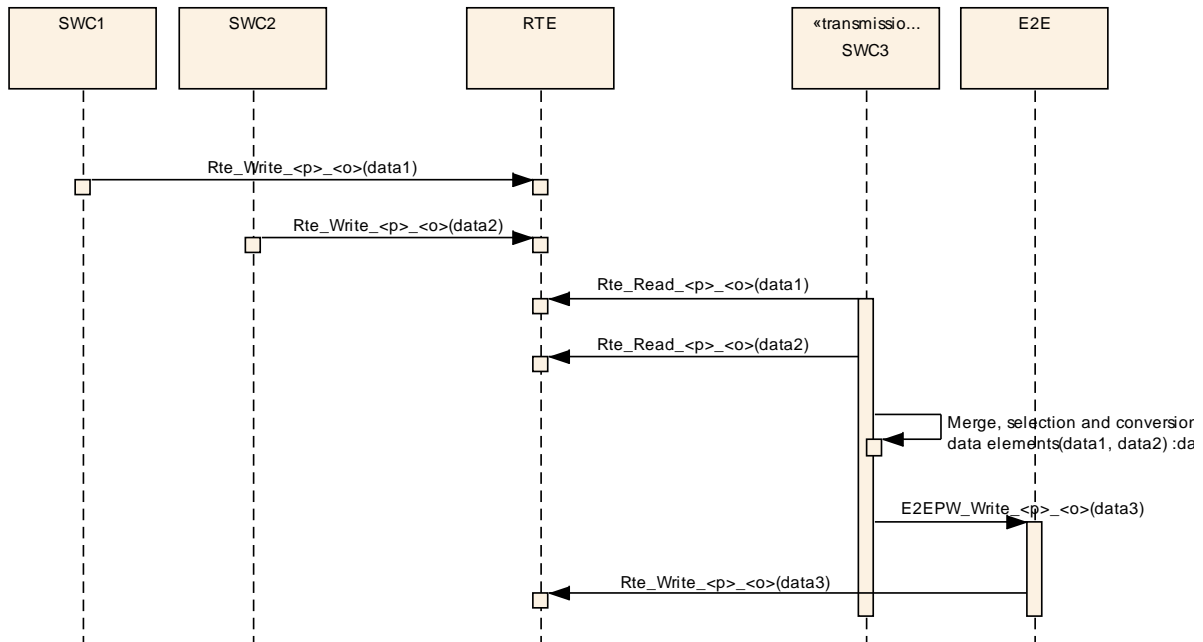 SWC1
SWC2
RTE
«transmissio...
SWC3
E2E
Rte_Write_<p>_<o>(data1)
Rte_Write_<p>_<o>(data2)
Rte_Read_<p>_<o>(data1)
Rte_Read_<p>_<o>(data2)
Merge, selection and conversion
data elements(data1, data2) :da
E2EPW_Write_<p>_<o>(data3)
Rte_Write_<p>_<o>(data3)